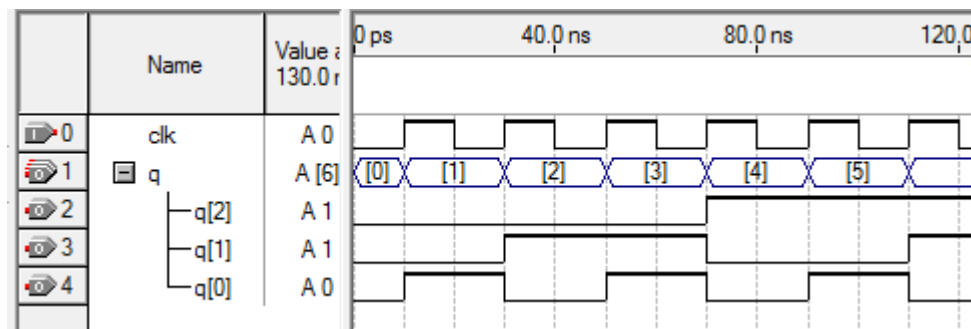 Name
Value a
130.0 n
0 ps
40.0 ns
80.0 ns
120.0
0 clk A 0
1 q A [6] [0] [1] [2] [3] [4] [5]
2 q[2] A 1
3 q[1] A 1
4 q[0] A 0